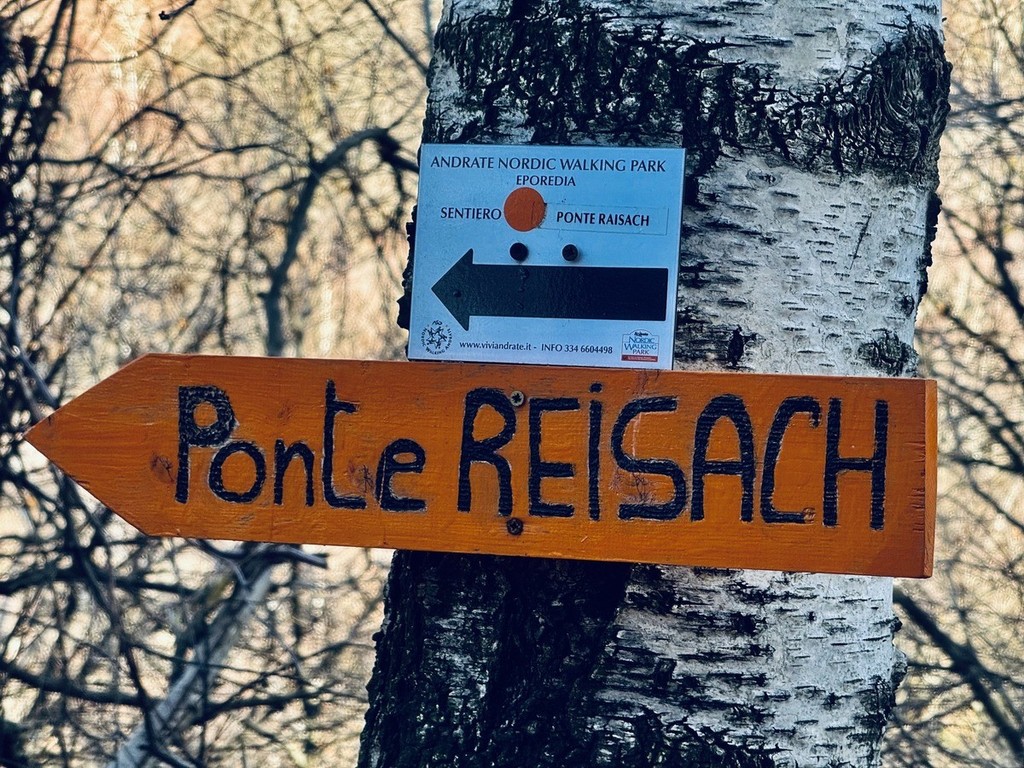 ANDRATE NORDIC WALKING PARK
EPOREDIA
SENTIERO PONTE RAISACH
www.viviandrate.it - INFO 334 6604498
NORDIC
WALKING
PARK
Ponte REiSACH